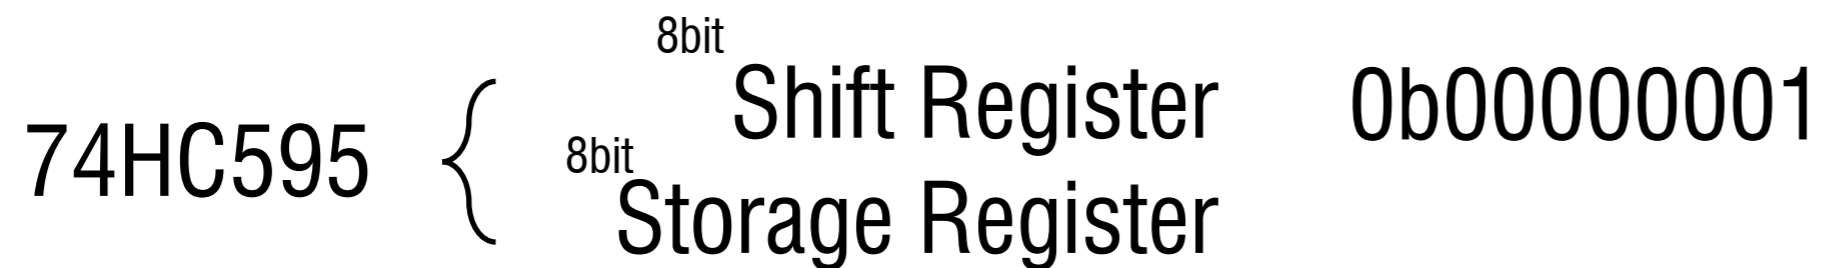 8bit
Shift Register 0b00000001
74HC595
8bit
Storage Register